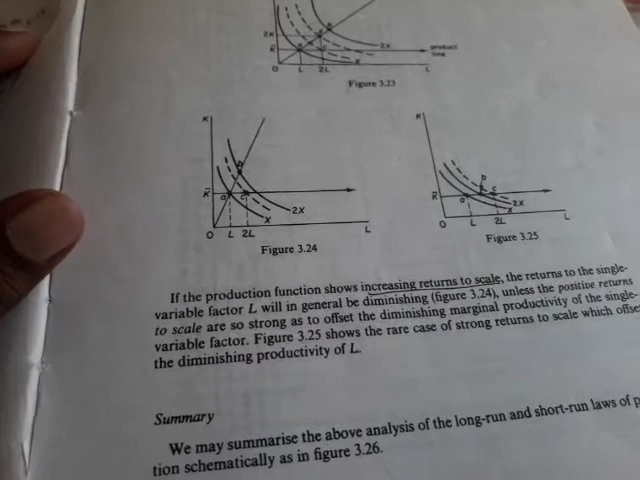 2K
K
2X
X
product
line
O
L
2L
L
Figure 3.23
K
K
b
a
c
2X
X
O
L
2L
L
Figure 3.24
K
K
b
a
c
2X
X
O
L
2L
L
Figure 3.25
If the production function shows increasing returns to scale, the returns to the single-
variable factor L will in general be diminishing (figure 3.24), unless the positive returns
to scale are so strong as to offset the diminishing marginal productivity of the single-
variable factor. Figure 3.25 shows the rare case of strong returns to scale which offse
the diminishing productivity of L.
Summary
We may summarise the above analysis of the long-run and short-run laws of p
tion schematically as in figure 3.26.